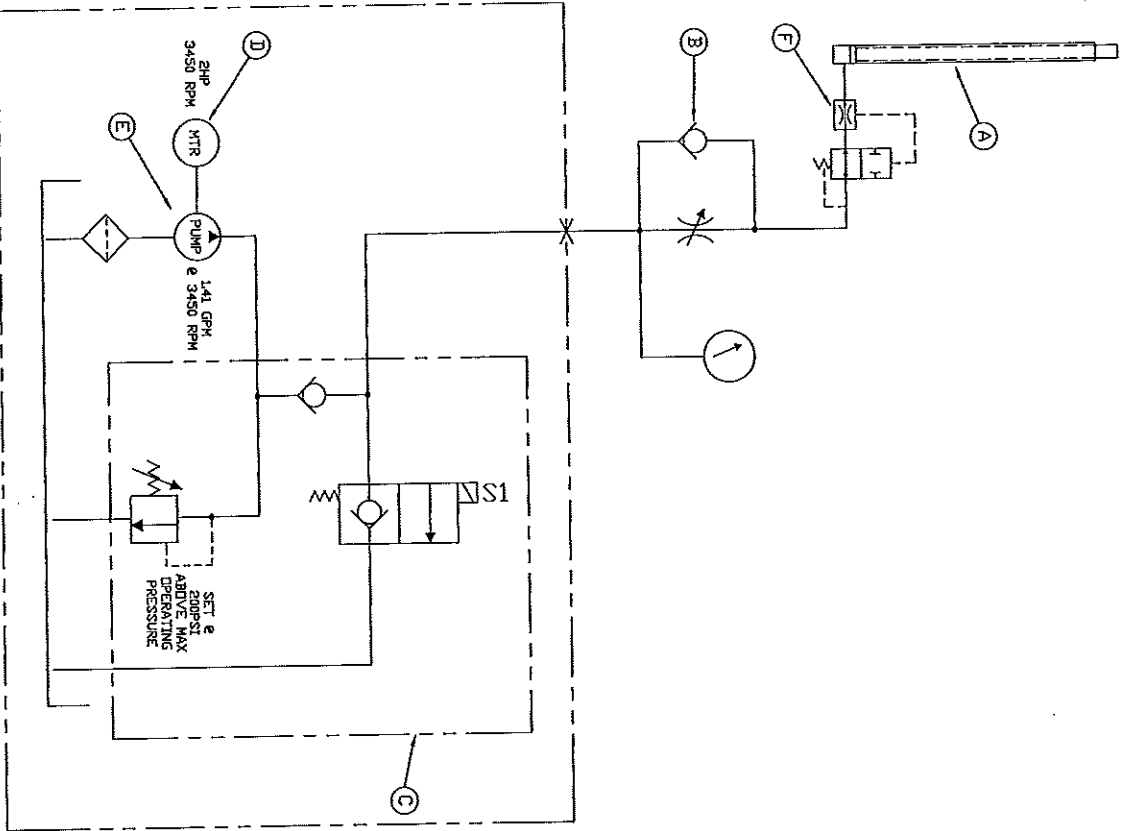 A
F
B
D
2HP
3450 RPM
MTR
E
PUMP
1.41 GPM
@ 3450 RPM
S1
SET @
200PSI
ABOVE MAX
OPERATING
PRESSURE
C